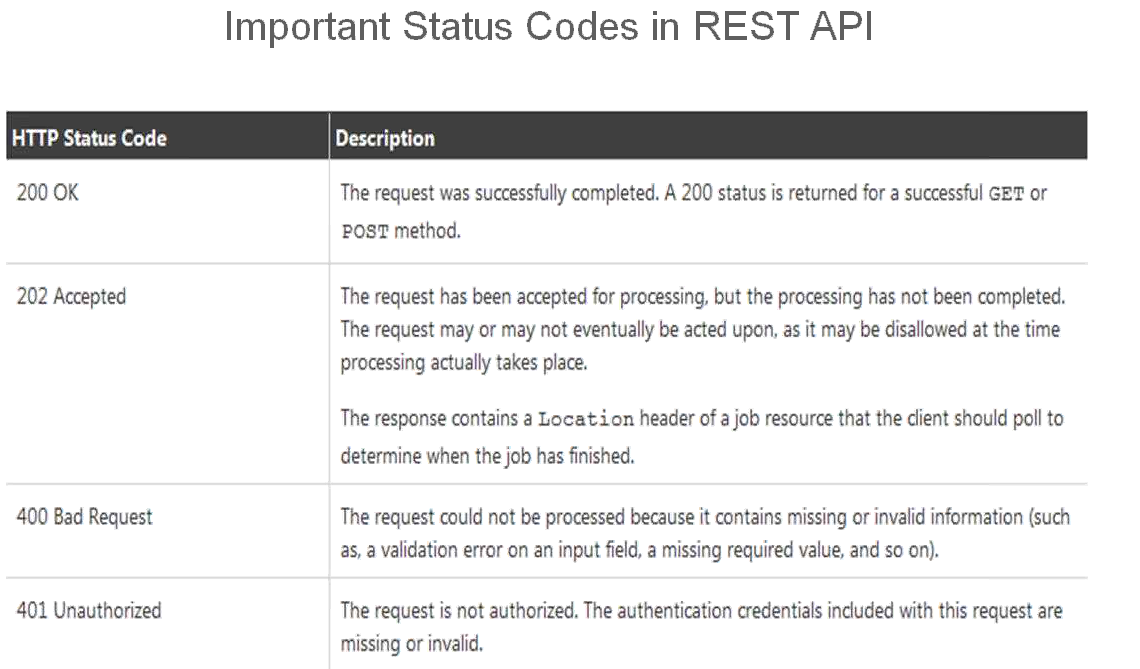 Important Status Codes in REST API
HTTP Status Code
Description
200 OK
The request was successfully completed. A 200 status is returned for a successful GET or
POST method.
202 Accepted
The request has been accepted for processing, but the processing has not been completed.
The request may or may not eventually be acted upon, as it may be disallowed at the time
processing actually takes place.
The response contains a Location header of a job resource that the client should poll to
determine when the job has finished.
400 Bad Request
The request could not be processed because it contains missing or invalid information (such
as, a validation error on an input field, a missing required value, and so on).
401 Unauthorized
The request is not authorized. The authentication credentials included with this request are
missing or invalid.